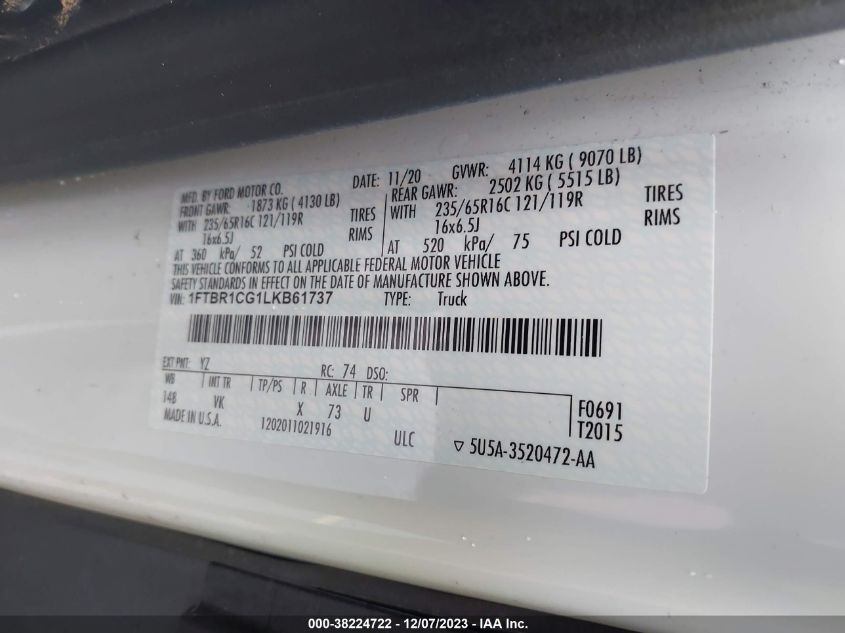 MFD. BY FORD MOTOR CO.
DATE: 11/20 GVWR: 4114 KG ( 9070 LB)
FRONT GAWR: 1873 KG ( 4130 LB)
WITH 235/65R16C 121/119R TIRES
16x6.5J RIMS
AT 360 kPa/ 52 PSI COLD
REAR GAWR: 2502 KG ( 5515 LB)
WITH 235/65R16C 121/119R TIRES
16x6.5J RIMS
AT 520 kPa/ 75 PSI COLD
THIS VEHICLE CONFORMS TO ALL APPLICABLE FEDERAL MOTOR VEHICLE
SAFETY STANDARDS IN EFFECT ON THE DATE OF MANUFACTURE SHOWN ABOVE.
VIN: 1FTBR1CG1LKB61737 TYPE: Truck
EXT PNT: YZ RC: 74 DSO:
WB INT TR TP/PS R AXLE TR SPR
148 VK X 73 U
F0691
T2015
MADE IN U.S.A. 1202011021916 ULC
5U5A-3520472-AA
000-38224722 - 12/07/2023 - IAA Inc.